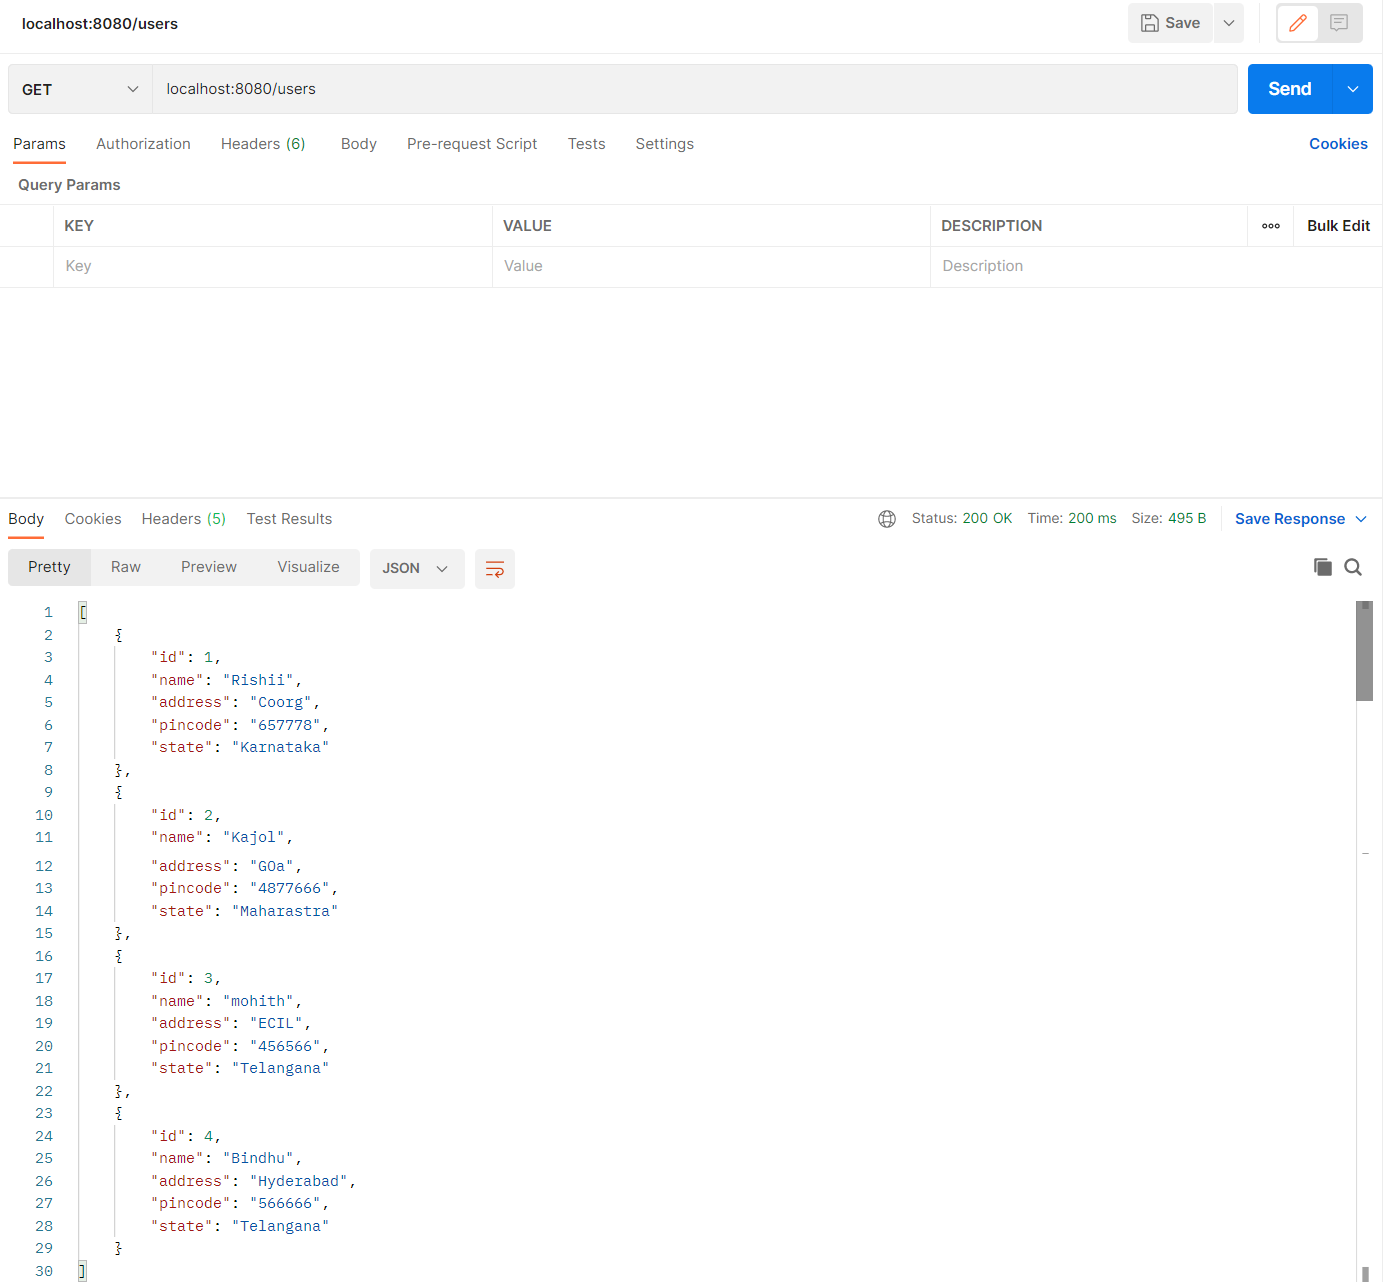 localhost:8080/users
Save
GET
localhost:8080/users
Send
Params Authorization Headers (6) Body Pre-request Script Tests Settings Cookies
Query Params
KEY VALUE DESCRIPTION Bulk Edit
Key Value Description
Body Cookies Headers (5) Test Results Status: 200 OK Time: 200 ms Size: 495 B Save Response
Pretty Raw Preview Visualize JSON
1 [
2 {
3 "id": 1,
4 "name": "Rishii",
5 "address": "Coorg",
6 "pincode": "657778",
7 "state": "Karnataka"
8 },
9 {
10 "id": 2,
11 "name": "Kajol",
12 "address": "GOa",
13 "pincode": "4877666",
14 "state": "Maharastra"
15 },
16 {
17 "id": 3,
18 "name": "mohith",
19 "address": "ECIL",
20 "pincode": "456566",
21 "state": "Telangana"
22 },
23 {
24 "id": 4,
25 "name": "Bindhu",
26 "address": "Hyderabad",
27 "pincode": "566666",
28 "state": "Telangana"
29 }
30 ]